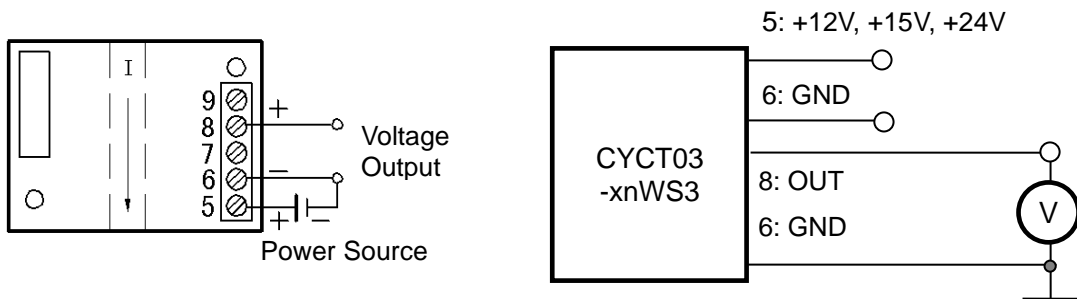 I
9
8
7
6
5
+
−
+
−
Voltage
Output
Power Source
5: +12V, +15V, +24V
6: GND
CYCT03
-xnWS3
8: OUT
6: GND
V